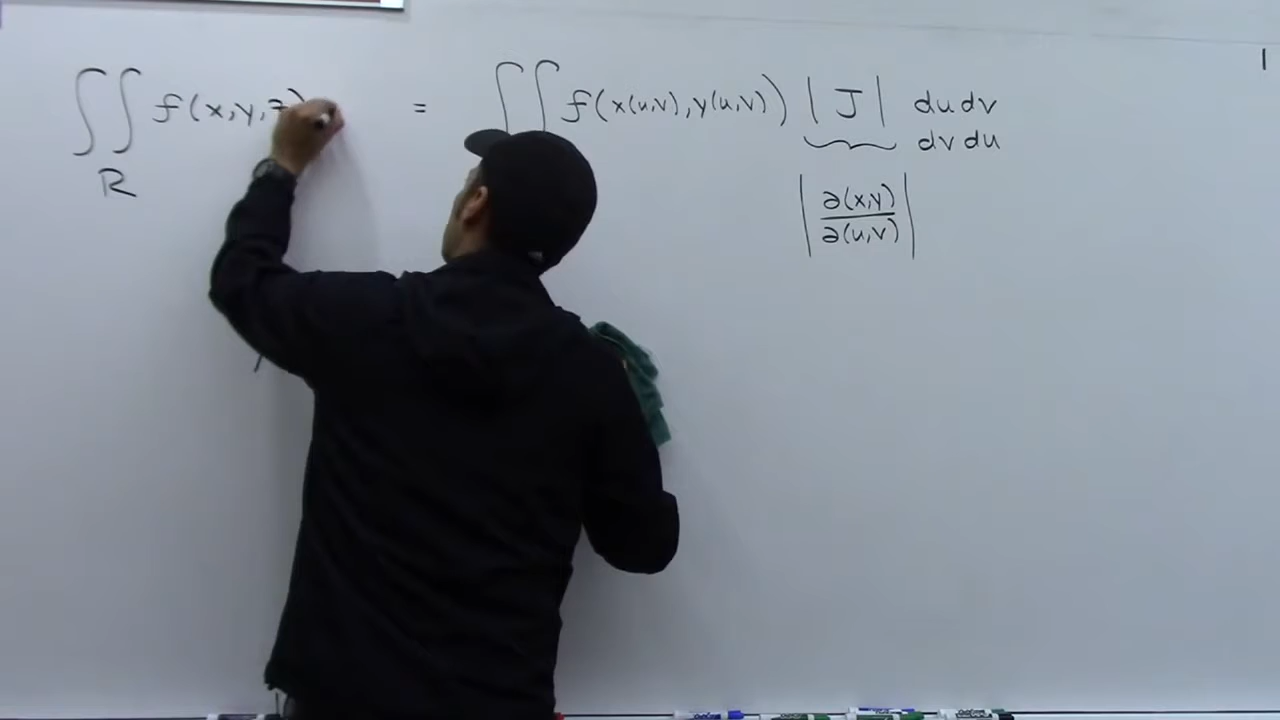 ∬ f(x,y,z) = ∬ f(x(u,v),y(u,v)) |J| du dv
R dv du
|∂(x,y)/∂(u,v)|
1